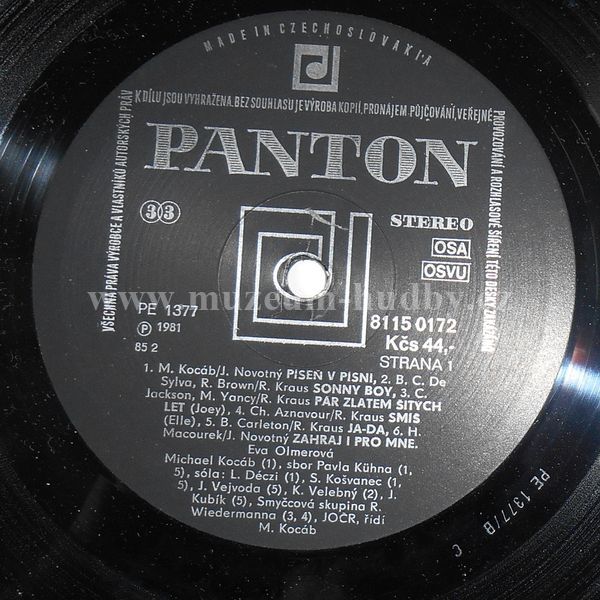 MADE IN CZECHOSLOVAKIA
VŠECHNA PRÁVA VÝROBCE A VLASTNÍKŮ AUTORSKÝCH PRÁV
K DÍLU JSOU VYHRAŽENA. BEZ SOUHLASU JE VÝROBA KOPIÍ, PRONÁJEM, PŮJČOVÁNÍ, VEŘEJNÉ
PROVOZOVÁNÍ A ROZHLASOVÉ ŠÍŘENÍ TÉTO DESKY ZAKÁZÁNO
PANTON
33
STEREO
OSA
OSVU
www.muzeum-hudby.cz
PE 1377
Ⓟ 1981
85 2
8115 0172
Kčs 44,-
STRANA 1
1. M. Kocáb/J. Novotný PÍSEŇ V PÍSNI, 2. B. C. De
Sylva, R. Brown/R. Kraus SONNY BOY, 3. C.
Jackson, M. Yancy/R. Kraus PÁR ZLATEM ŠITÝCH
LET (Joey), 4. Ch. Aznavour/R. Kraus SMÍŠ
(Elle), 5. B. Carleton/R. Kraus JA-DA, 6. H.
Macourek/J. Novotný ZAHRAJ I PRO MNE.
Eva Olmerová
Michael Kocáb (1), sbor Pavla Kühna (1,
5), sóla: L. Déczi (1), S. Košvanec (1,
5), J. Vejvoda (5), K. Velebný (2), J.
Kubík (5), Smyčcová skupina R.
Wiedermanna (3, 4), JOČR, řídí
M. Kocáb
PE 1377/B C